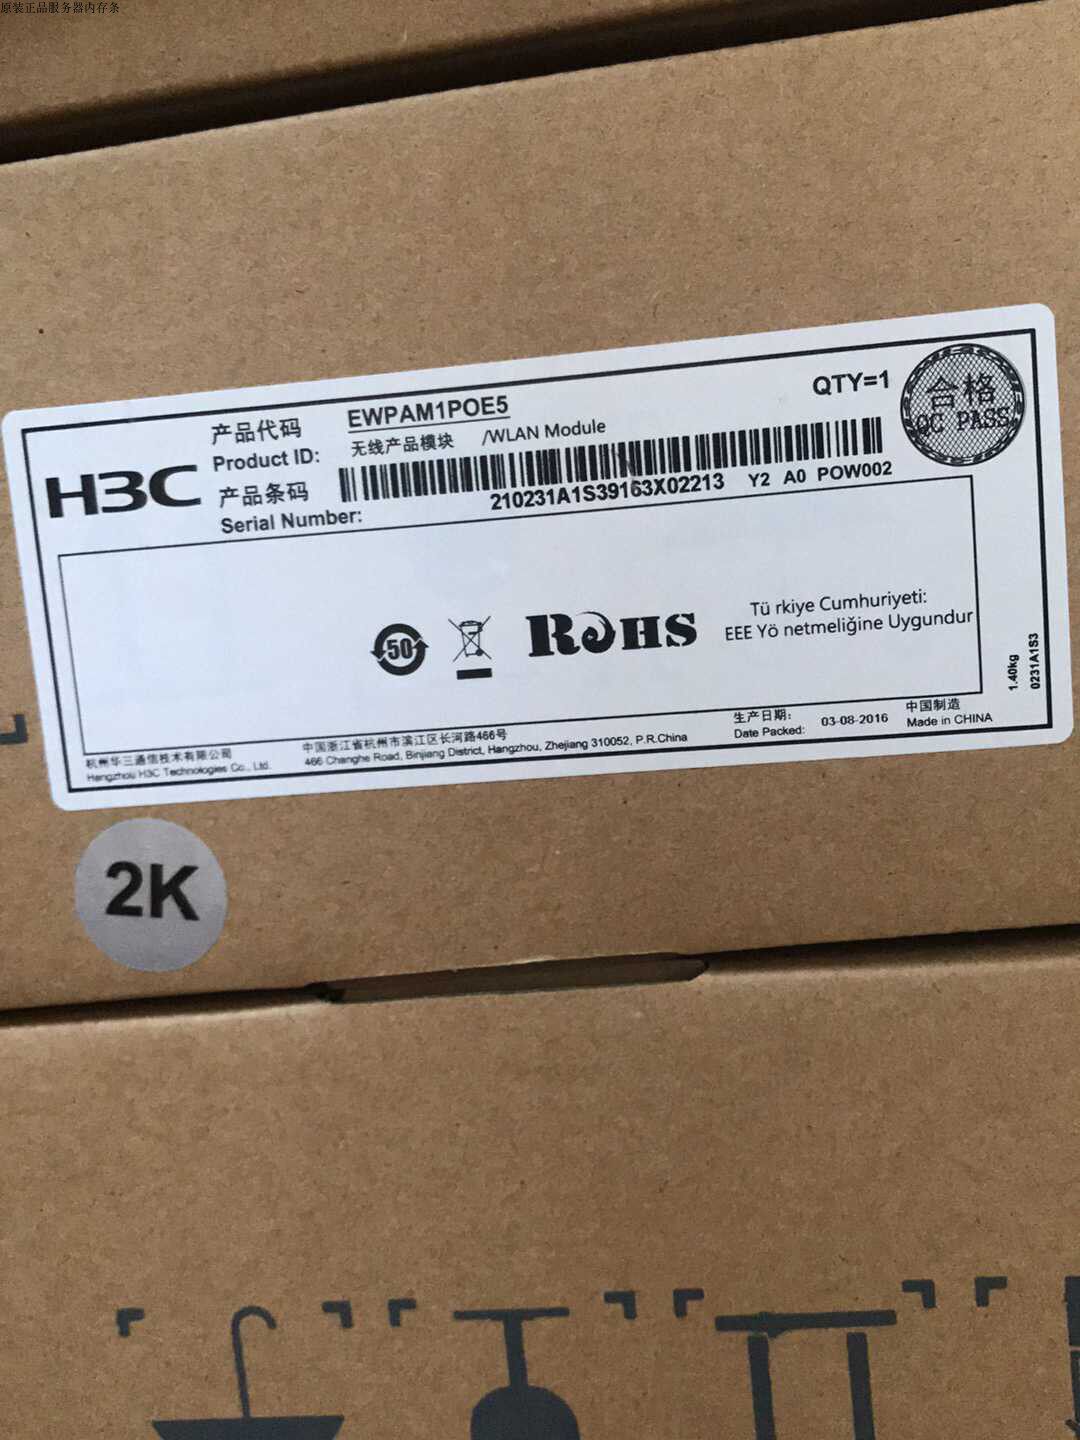 原装正品服务器内存条
H3C
产品代码
Product ID:
EWPAM1POE5
无线产品模块 /WLAN Module
QTY=1
合格
QC PASS
产品条码
Serial Number:
210231A1S39163X02213 Y2 A0 POW002
50
RoHS
Tü rkiye Cumhuriyeti:
EEE Yö netmeliğine Uygundur
1.40kg
0231A1S3
杭州华三通信技术有限公司
Hangzhou H3C Technologies Co., Ltd.
中国浙江省杭州市滨江区长河路466号
466 Changhe Road, Binjiang District, Hangzhou, Zhejiang 310052, P.R.China
生产日期:
Date Packed:
03-08-2016
中国制造
Made in CHINA
2K